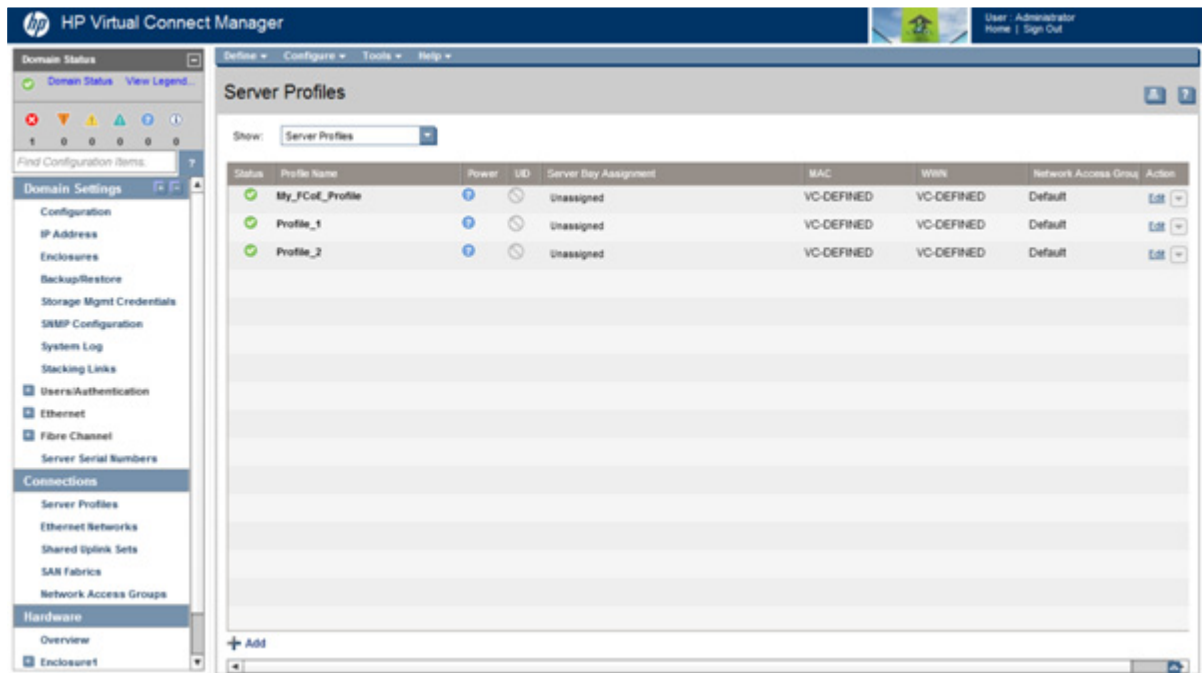 hp HP Virtual Connect Manager
User : Administrator
Home | Sign Out
Domain Status
Domain Status View Legend...
1 0 0 0 0 0
Find Configuration Items. ?
Domain Settings
Configuration
IP Address
Enclosures
Backup/Restore
Storage Mgmt Credentials
SNMP Configuration
System Log
Stacking Links
Users/Authentication
Ethernet
Fibre Channel
Server Serial Numbers
Connections
Server Profiles
Ethernet Networks
Shared Uplink Sets
SAN Fabrics
Network Access Groups
Hardware
Overview
Enclosure1
Define Configure Tools Help
Server Profiles
Show: Server Profiles
Status Profile Name Power UID Server Bay Assignment MAC WWN Network Access Group Action
My_FCoE_Profile Unassigned VC-DEFINED VC-DEFINED Default Edit
Profile_1 Unassigned VC-DEFINED VC-DEFINED Default Edit
Profile_2 Unassigned VC-DEFINED VC-DEFINED Default Edit
Add